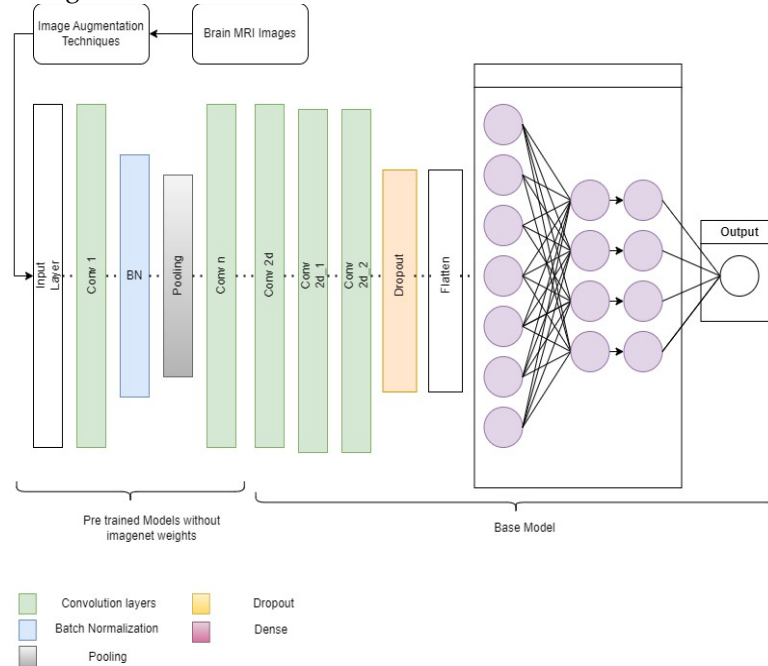 Image Augmentation
Techniques
Brain MRI Images
Input
Layer
Conv 1
BN
Pooling
Conv n
Conv 2d
Conv
2d_1
Conv
2d_2
Dropout
Flatten
Output
Pre trained Models without
imagenet weights
Base Model
Convolution layers
Dropout
Batch Normalization
Dense
Pooling